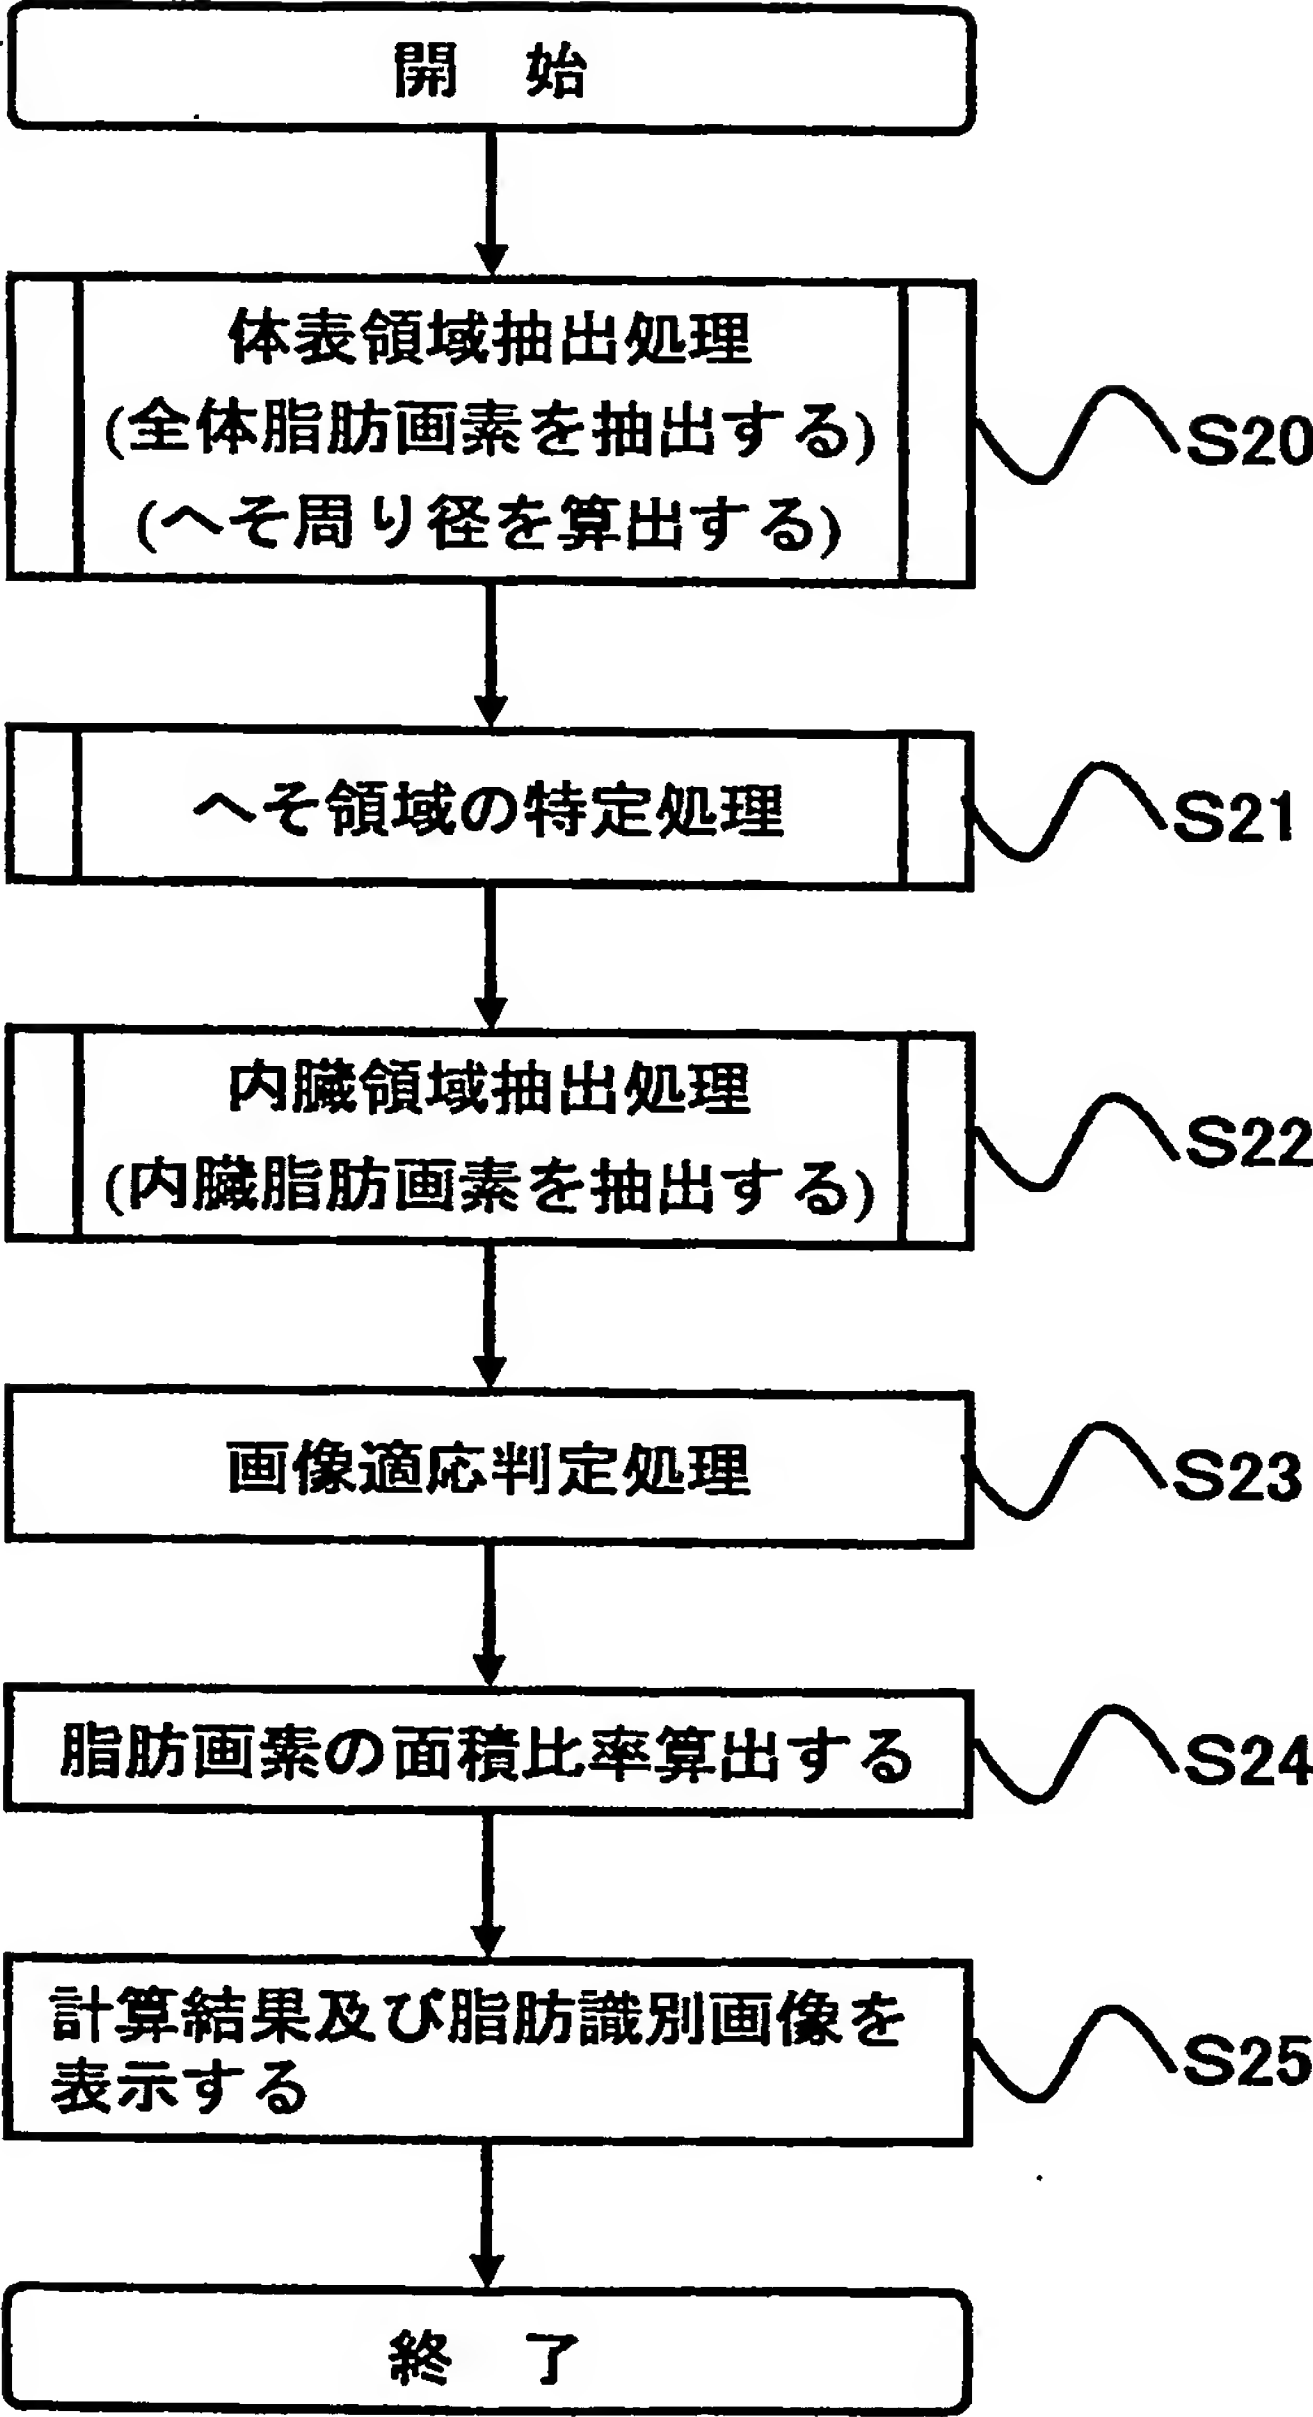 開　始
体表領域抽出処理
(全体脂肪画素を抽出する)
(へそ周り径を算出する)
S20
へそ領域の特定処理
S21
内臓領域抽出処理
(内臓脂肪画素を抽出する)
S22
画像適応判定処理
S23
脂肪画素の面積比率算出する
S24
計算結果及び脂肪識別画像を
表示する
S25
終　了